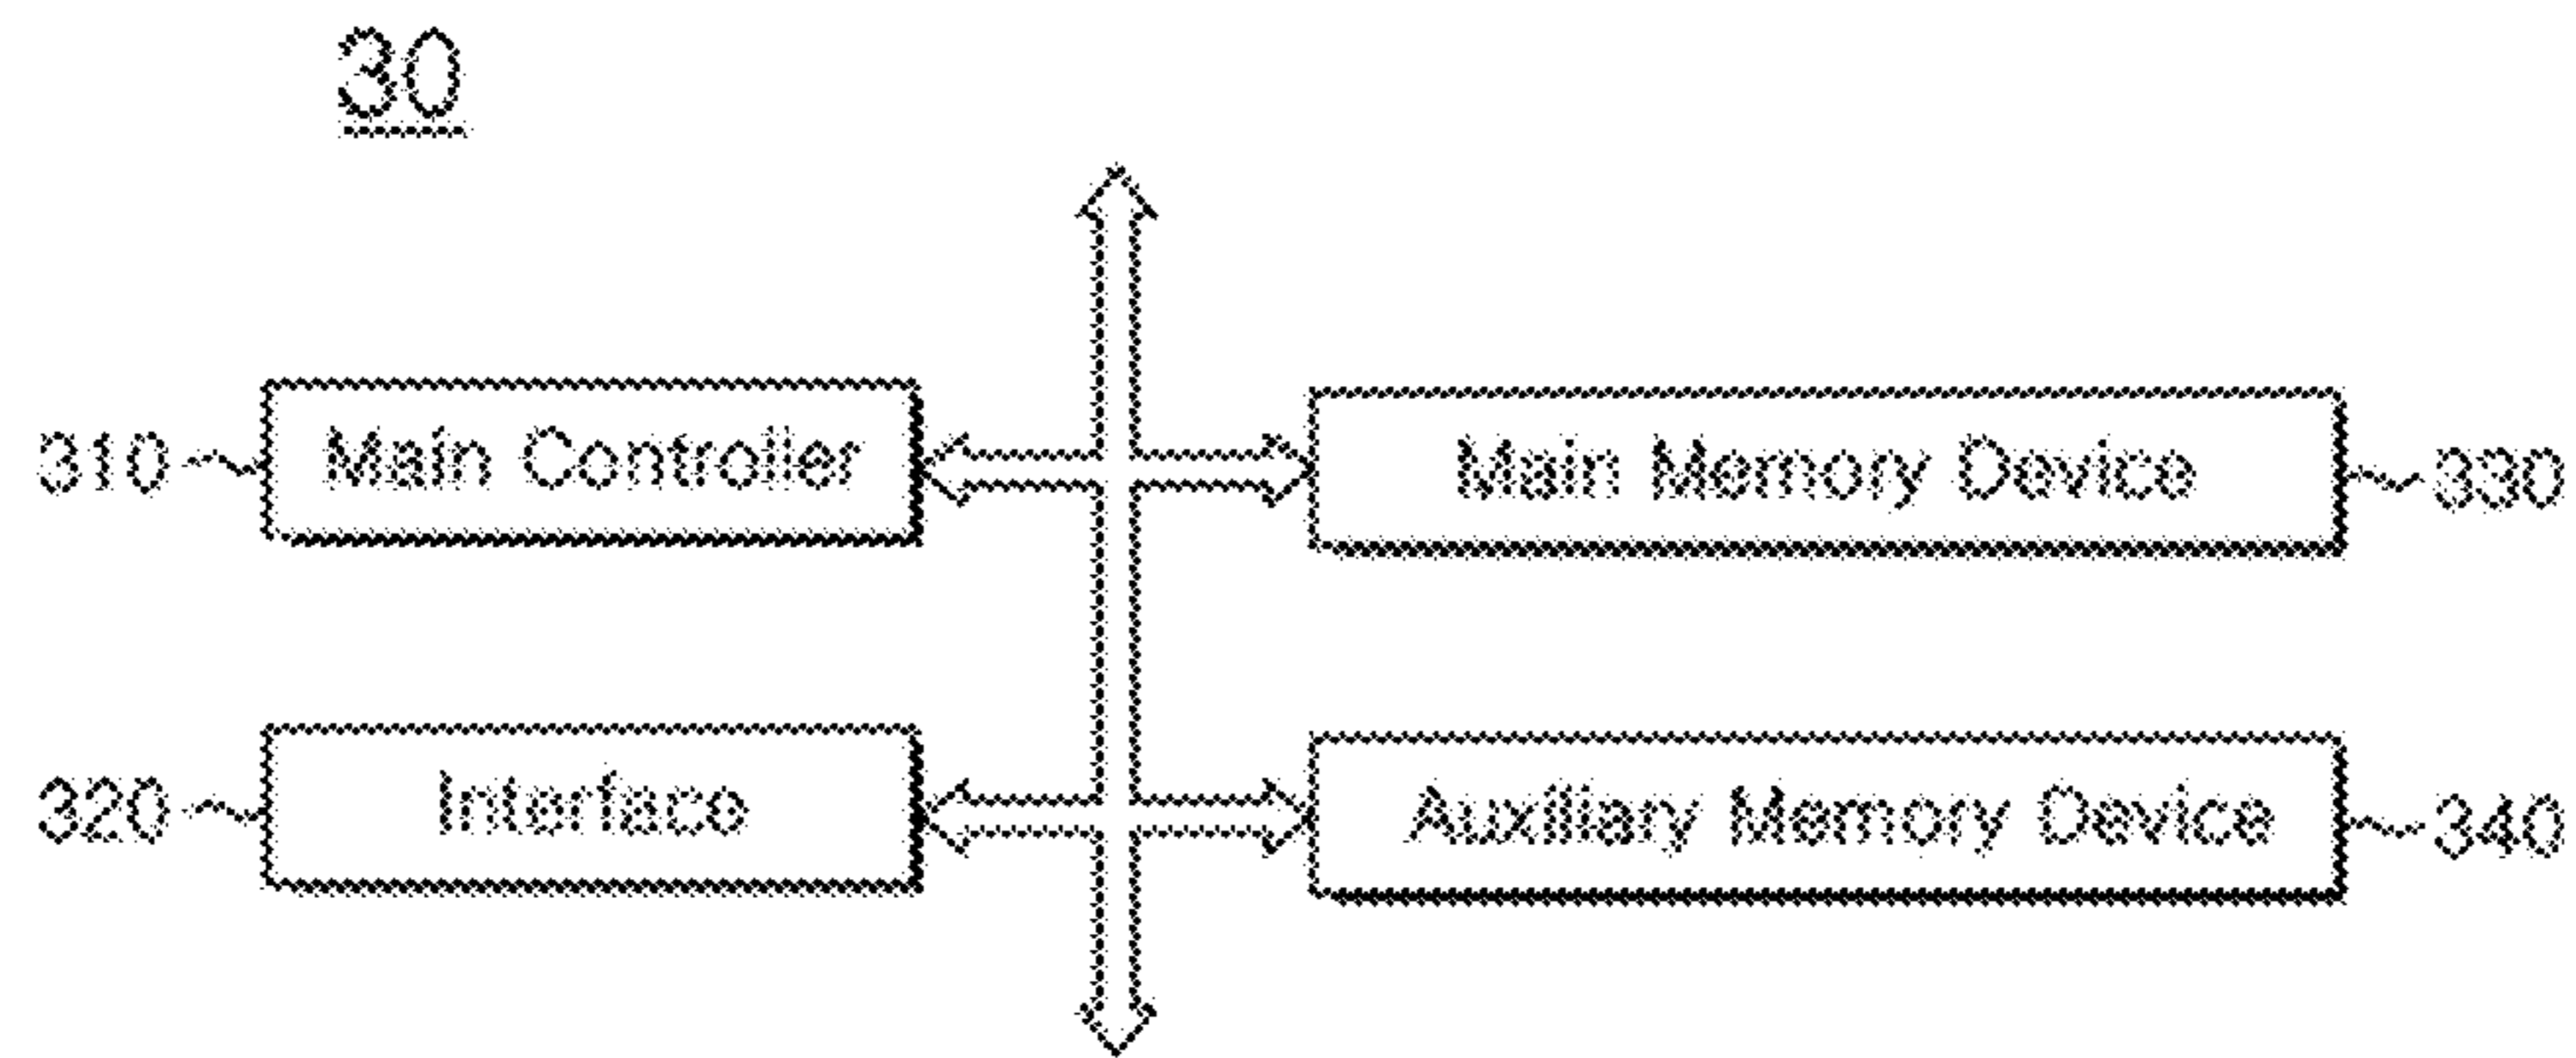 30
310 Main Controller Main Memory Device 330
320 Interface Auxiliary Memory Device 340